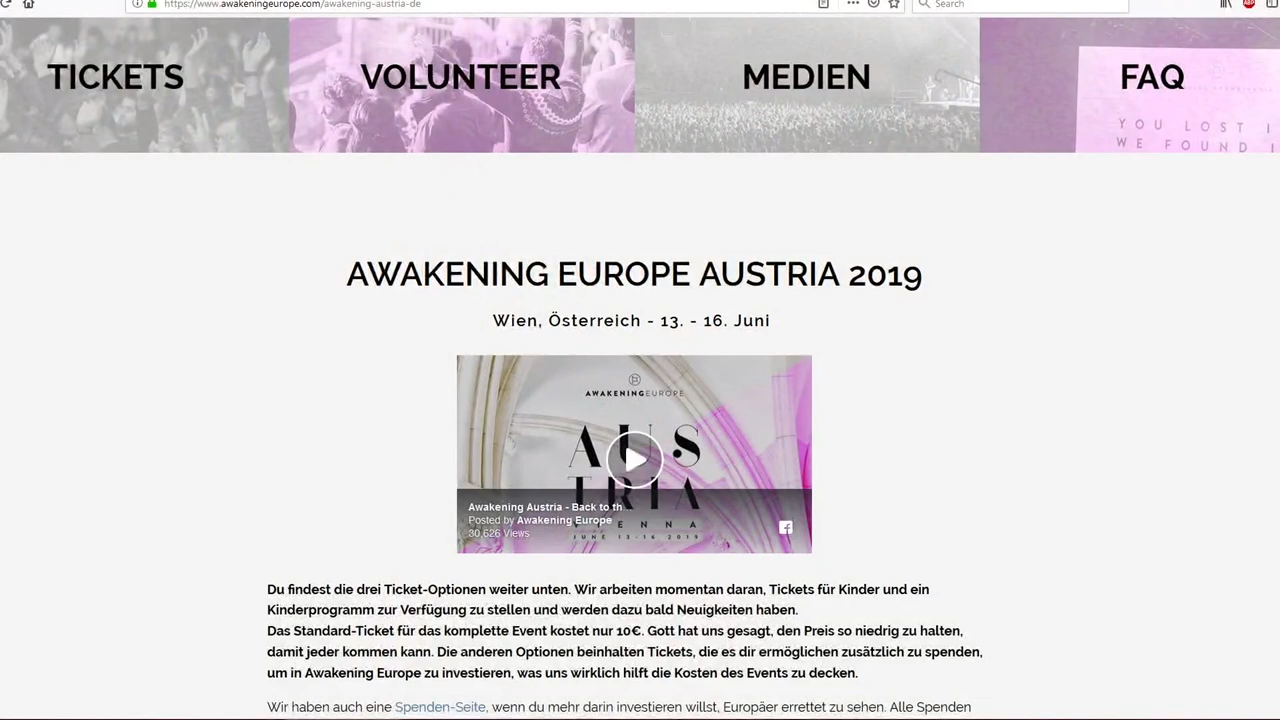 https://www.awakeningeurope.com/awakening-austria-de
Search
TICKETS
VOLUNTEER
MEDIEN
FAQ
YOU LOST I
WE FOUND I
AWAKENING EUROPE AUSTRIA 2019
Wien, Österreich - 13. - 16. Juni
AWAKENINGEUROPE
AUS
TRIA
VIENNA
JUNE 13-16 2019
Awakening Austria - Back to th...
Posted by Awakening Europe
30,626 Views
Du findest die drei Ticket-Optionen weiter unten. Wir arbeiten momentan daran, Tickets für Kinder und ein
Kinderprogramm zur Verfügung zu stellen und werden dazu bald Neuigkeiten haben.
Das Standard-Ticket für das komplette Event kostet nur 10€. Gott hat uns gesagt, den Preis so niedrig zu halten,
damit jeder kommen kann. Die anderen Optionen beinhalten Tickets, die es dir ermöglichen zusätzlich zu spenden,
um in Awakening Europe zu investieren, was uns wirklich hilft die Kosten des Events zu decken.
Wir haben auch eine Spenden-Seite, wenn du mehr darin investieren willst, Europäer errettet zu sehen. Alle Spenden